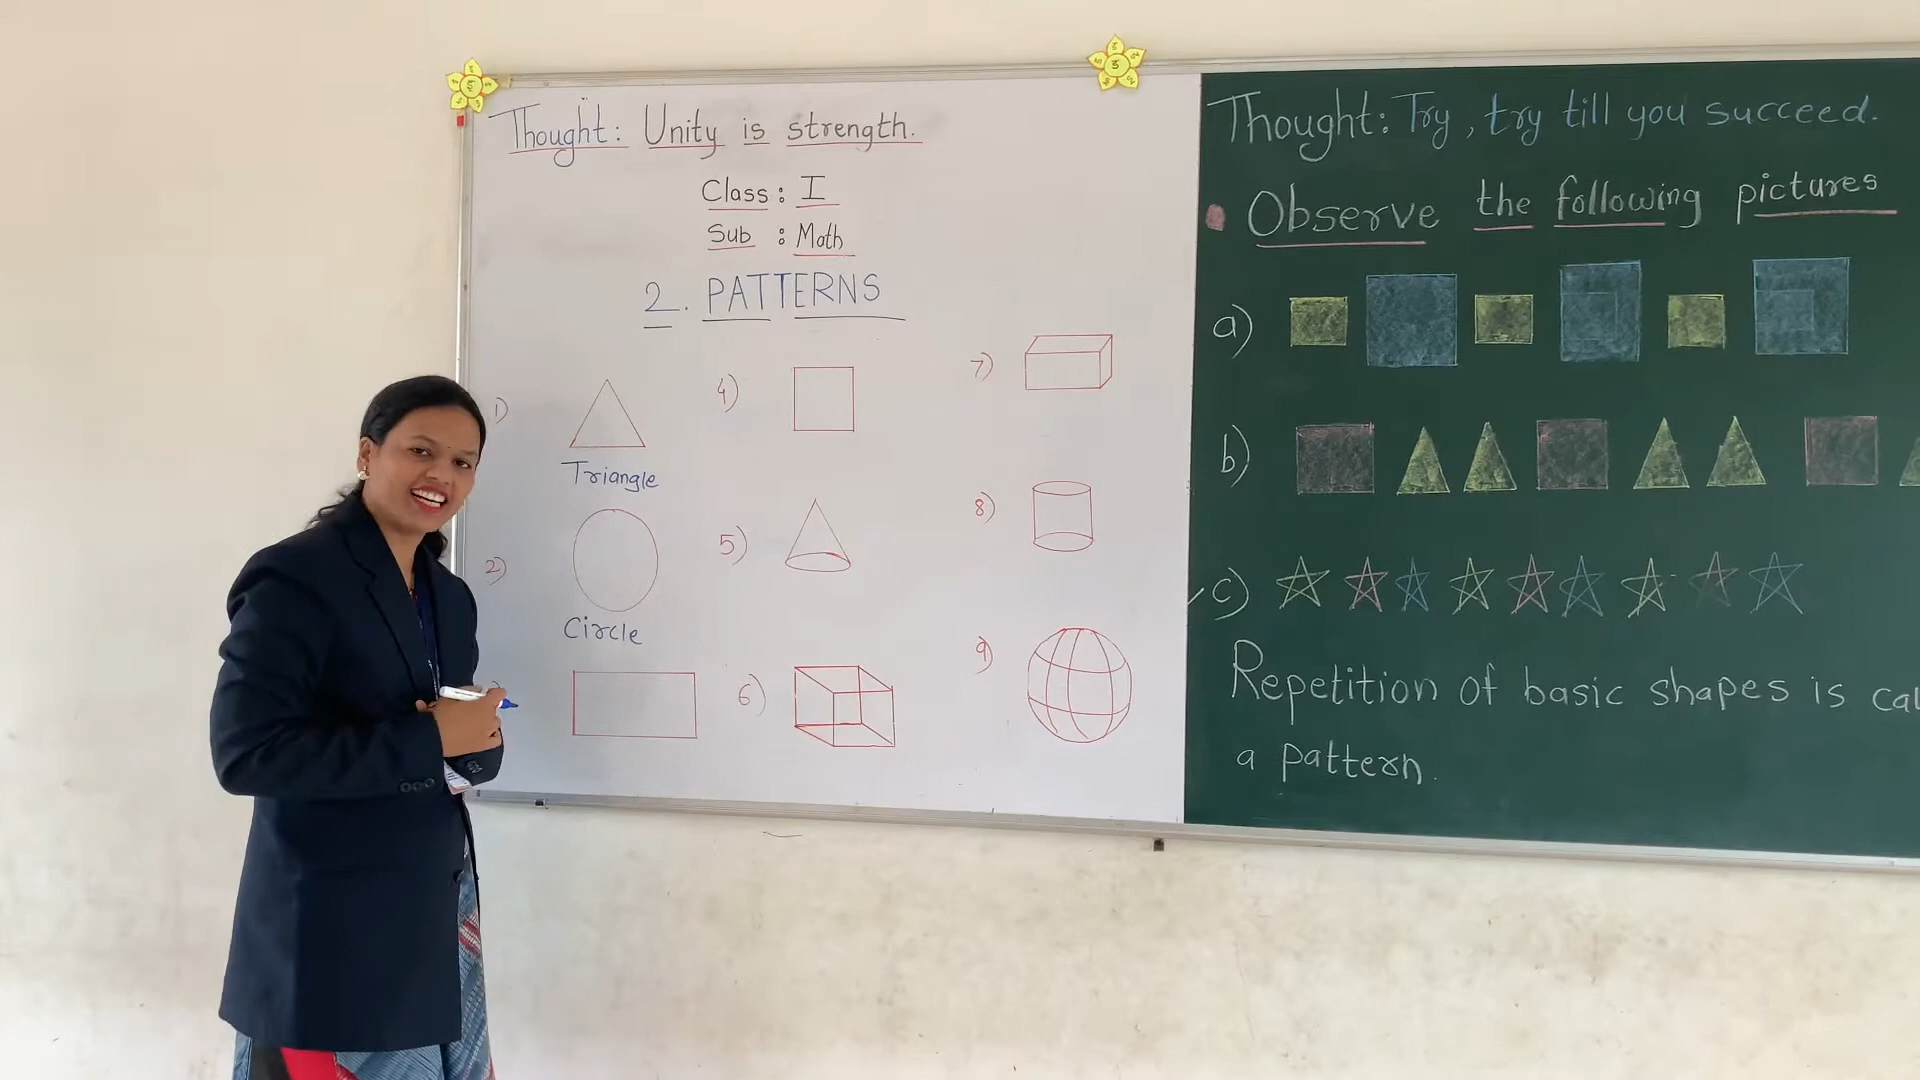 Thought: Unity is strength.
Class: I
Sub : Math
2. PATTERNS
1)
Triangle
2)
Circle
4)
5)
6)
7)
8)
9)
Thought: Try, try till you succeed.
Observe the following pictures
a)
b)
c)
Repetition of basic shapes is cal
a pattern.